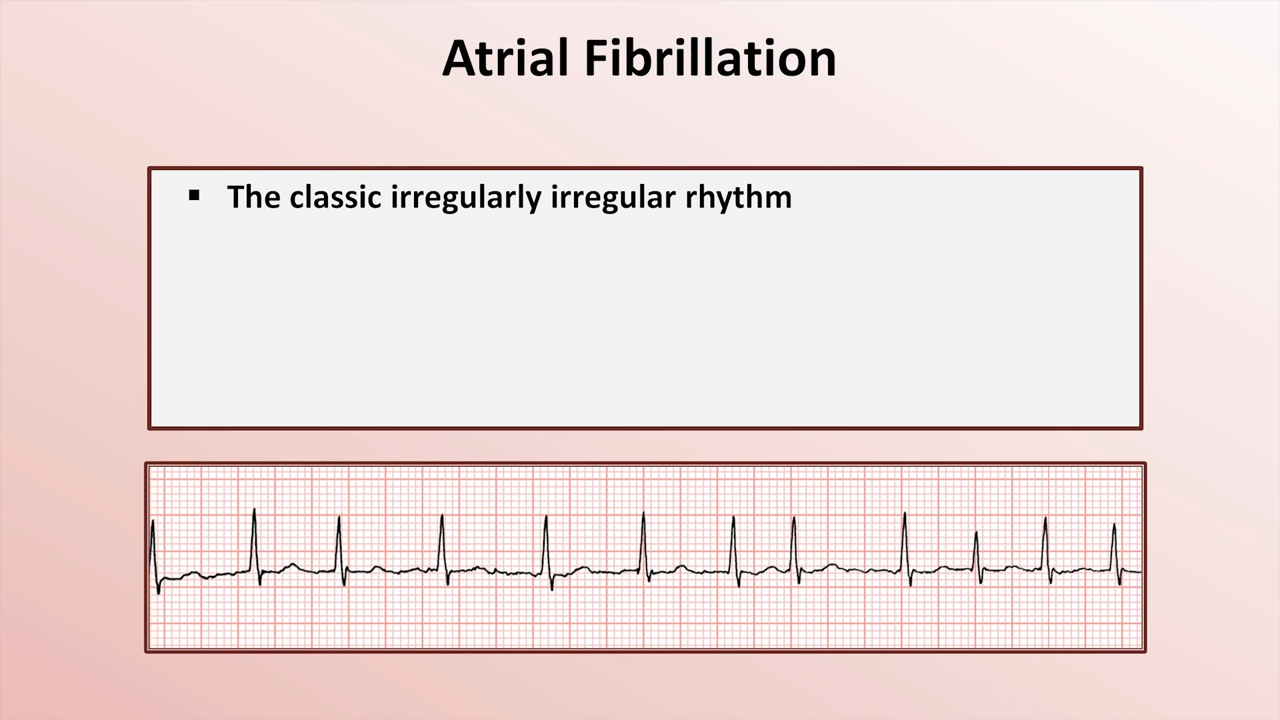 Atrial Fibrillation
▪ The classic irregularly irregular rhythm